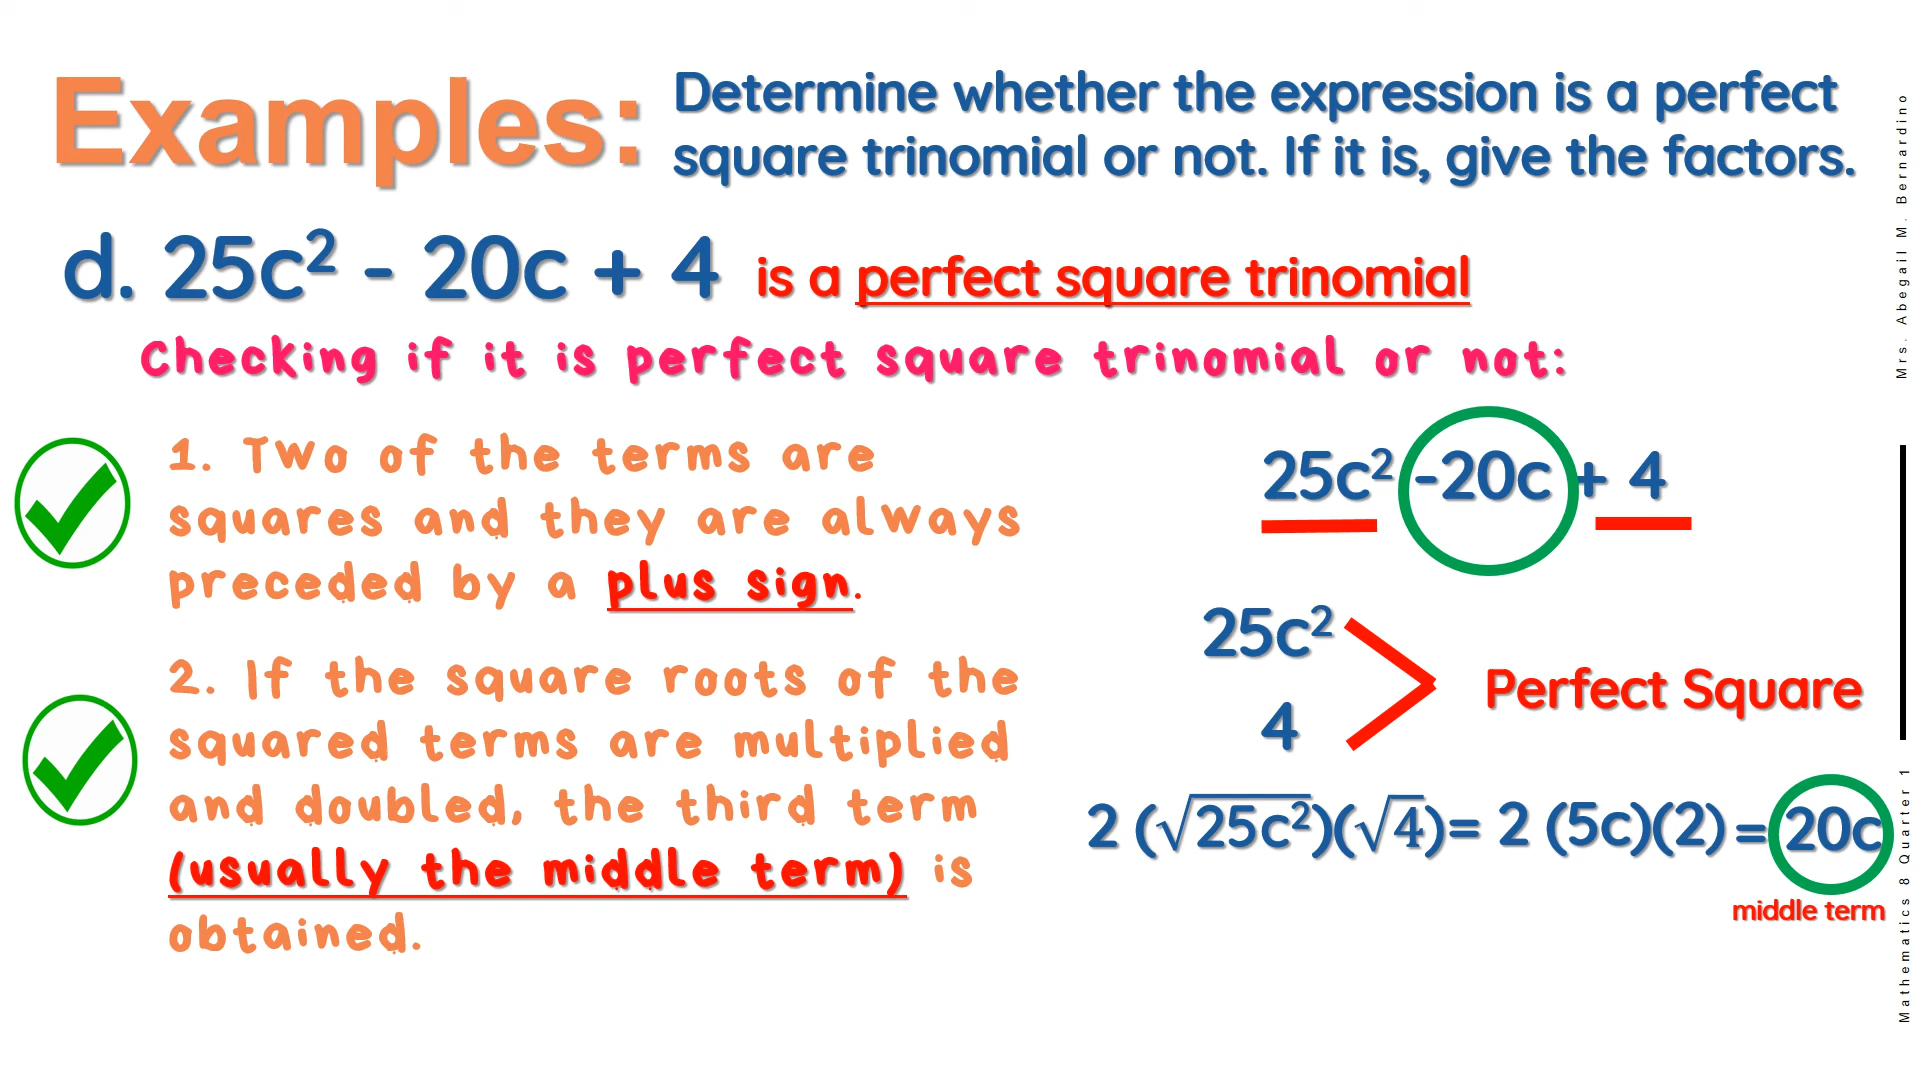 Examples:
Determine whether the expression is a perfect
square trinomial or not. If it is, give the factors.
d. 25c² - 20c + 4 is a perfect square trinomial
Checking if it is perfect square trinomial or not:
1. Two of the terms are
squares and they are always
preceded by a plus sign.
2. If the square roots of the
squared terms are multiplied
and doubled, the third term
(usually the middle term) is
obtained.
25c² -20c + 4
25c²
4
Perfect Square
2 (√25c²)(√4)= 2 (5c)(2) = 20c
middle term
Mrs. Abegail M. Bernardino
Mathematics 8 Quarter 1